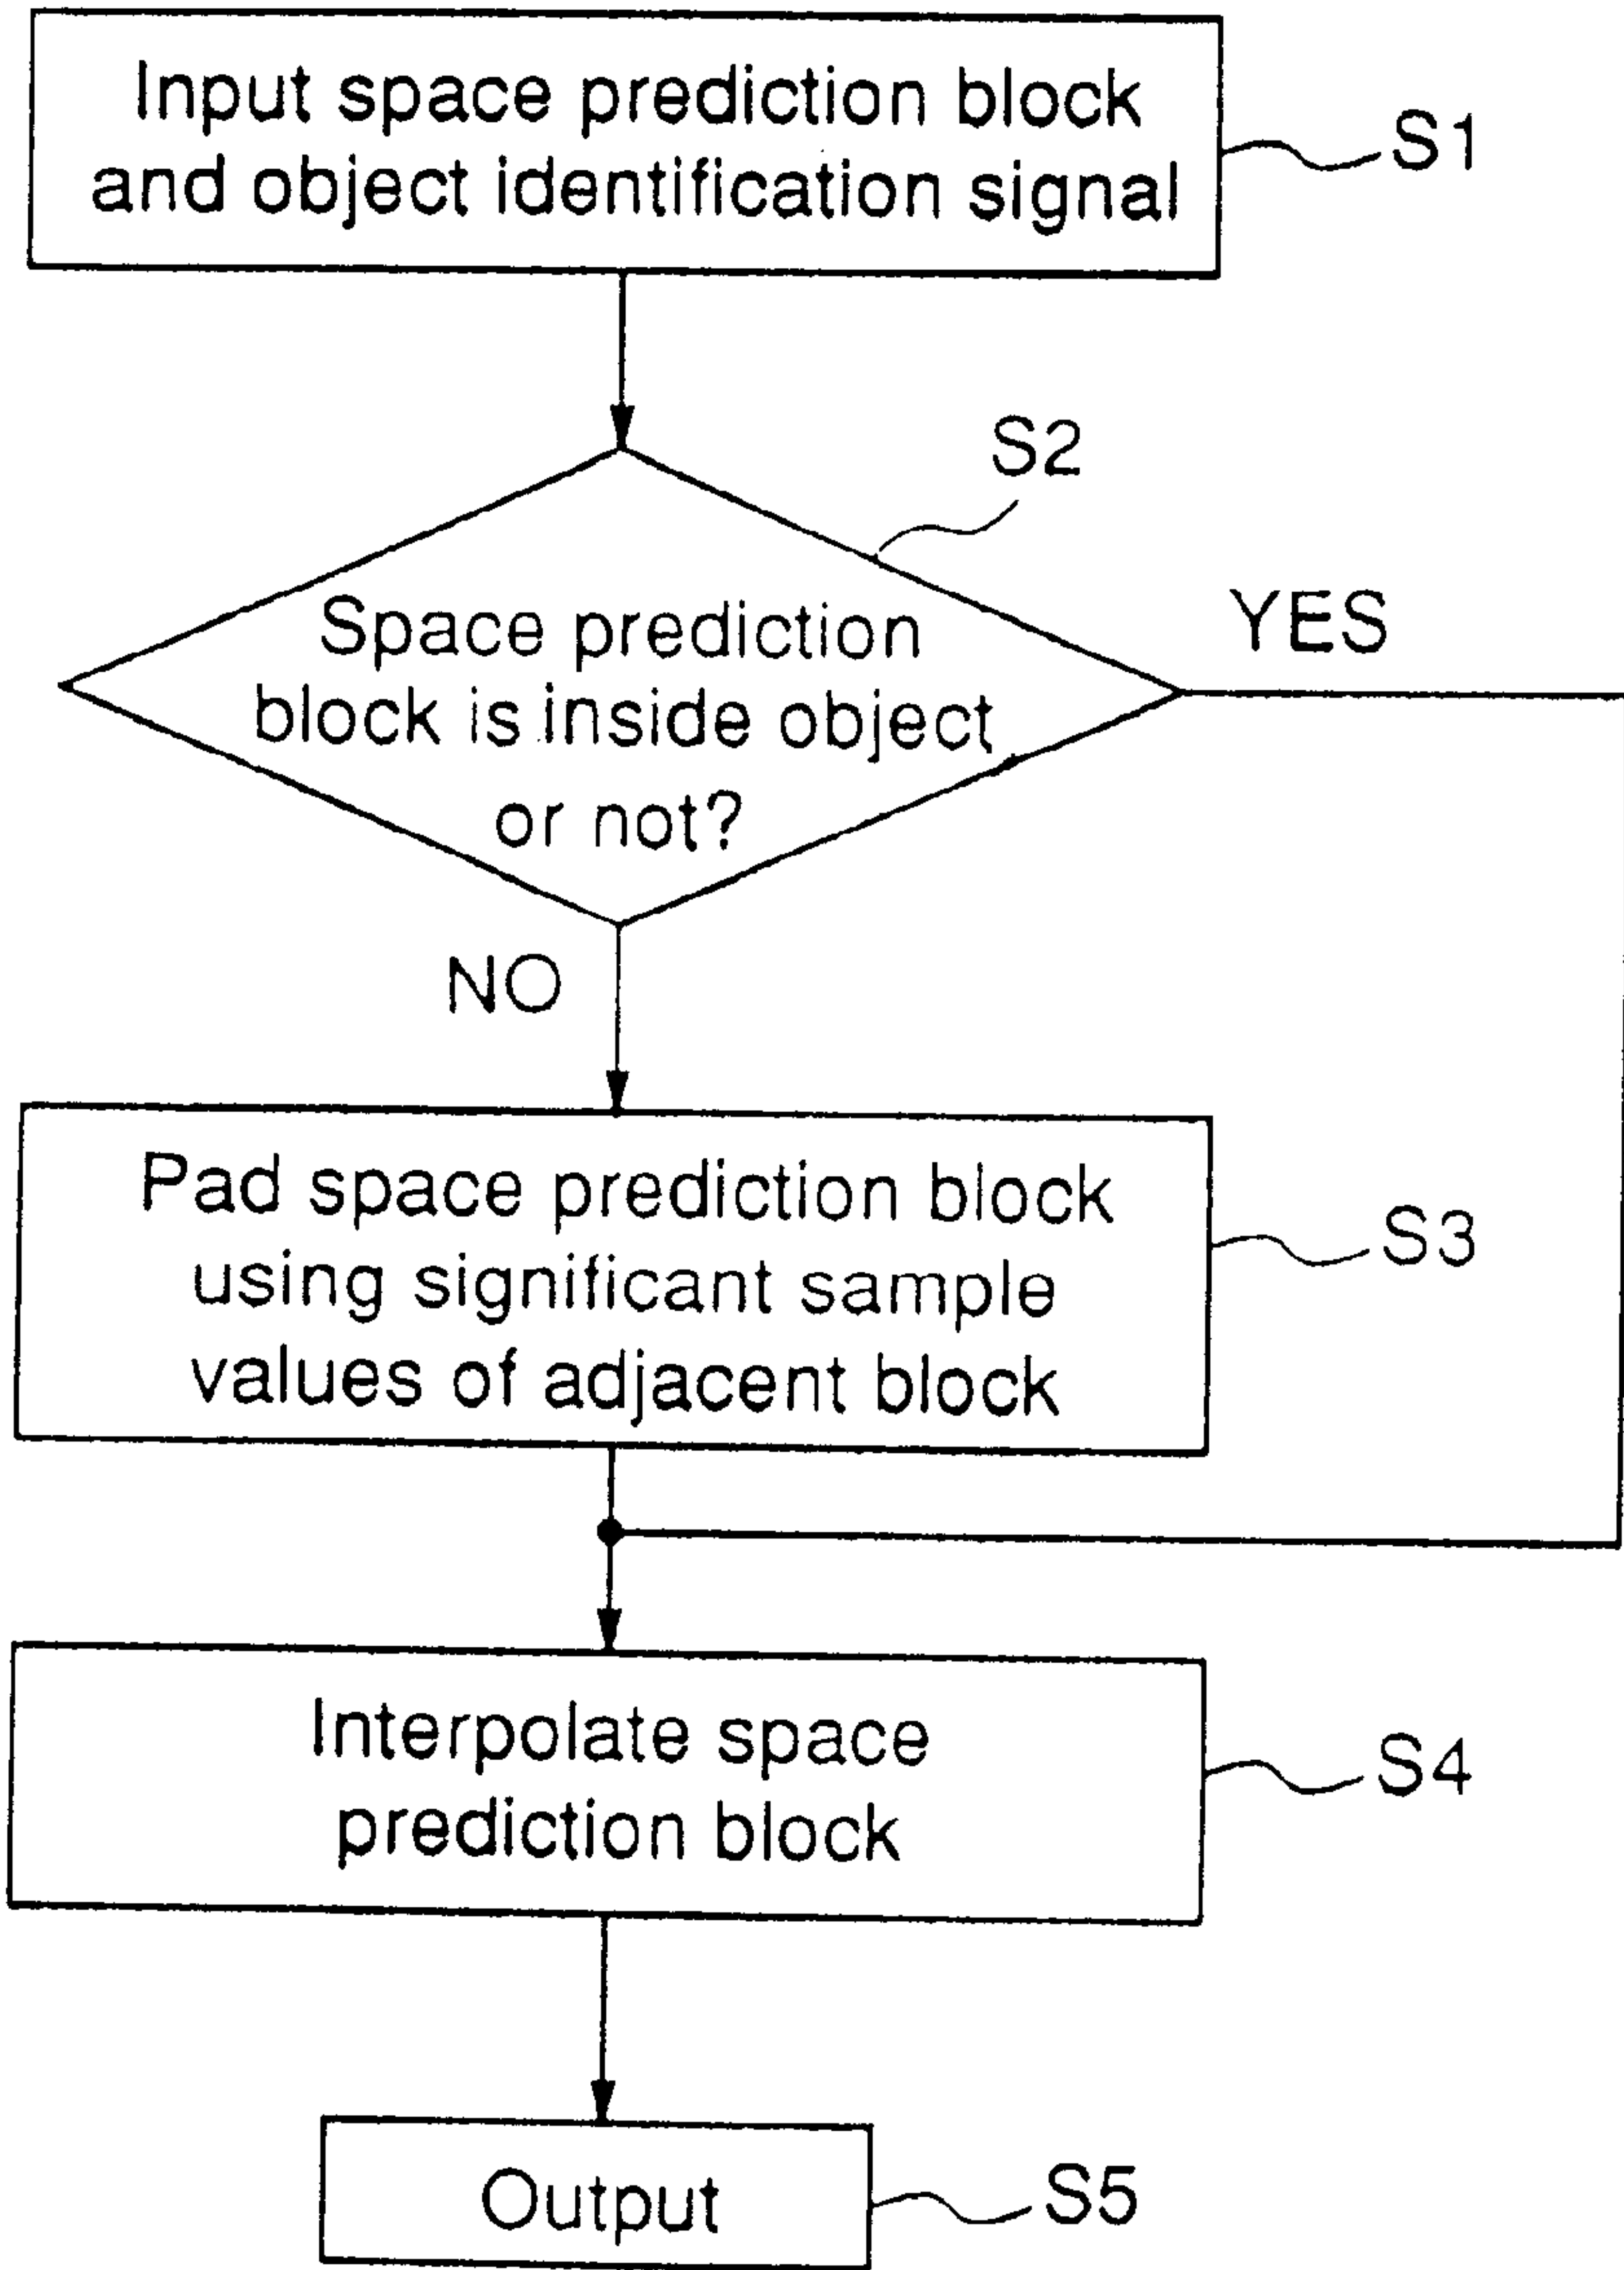 Input space prediction block
and object identification signal
S1
S2
Space prediction
block is inside object
or not?
YES
NO
Pad space prediction block
using significant sample
values of adjacent block
S3
Interpolate space
prediction block
S4
Output
S5